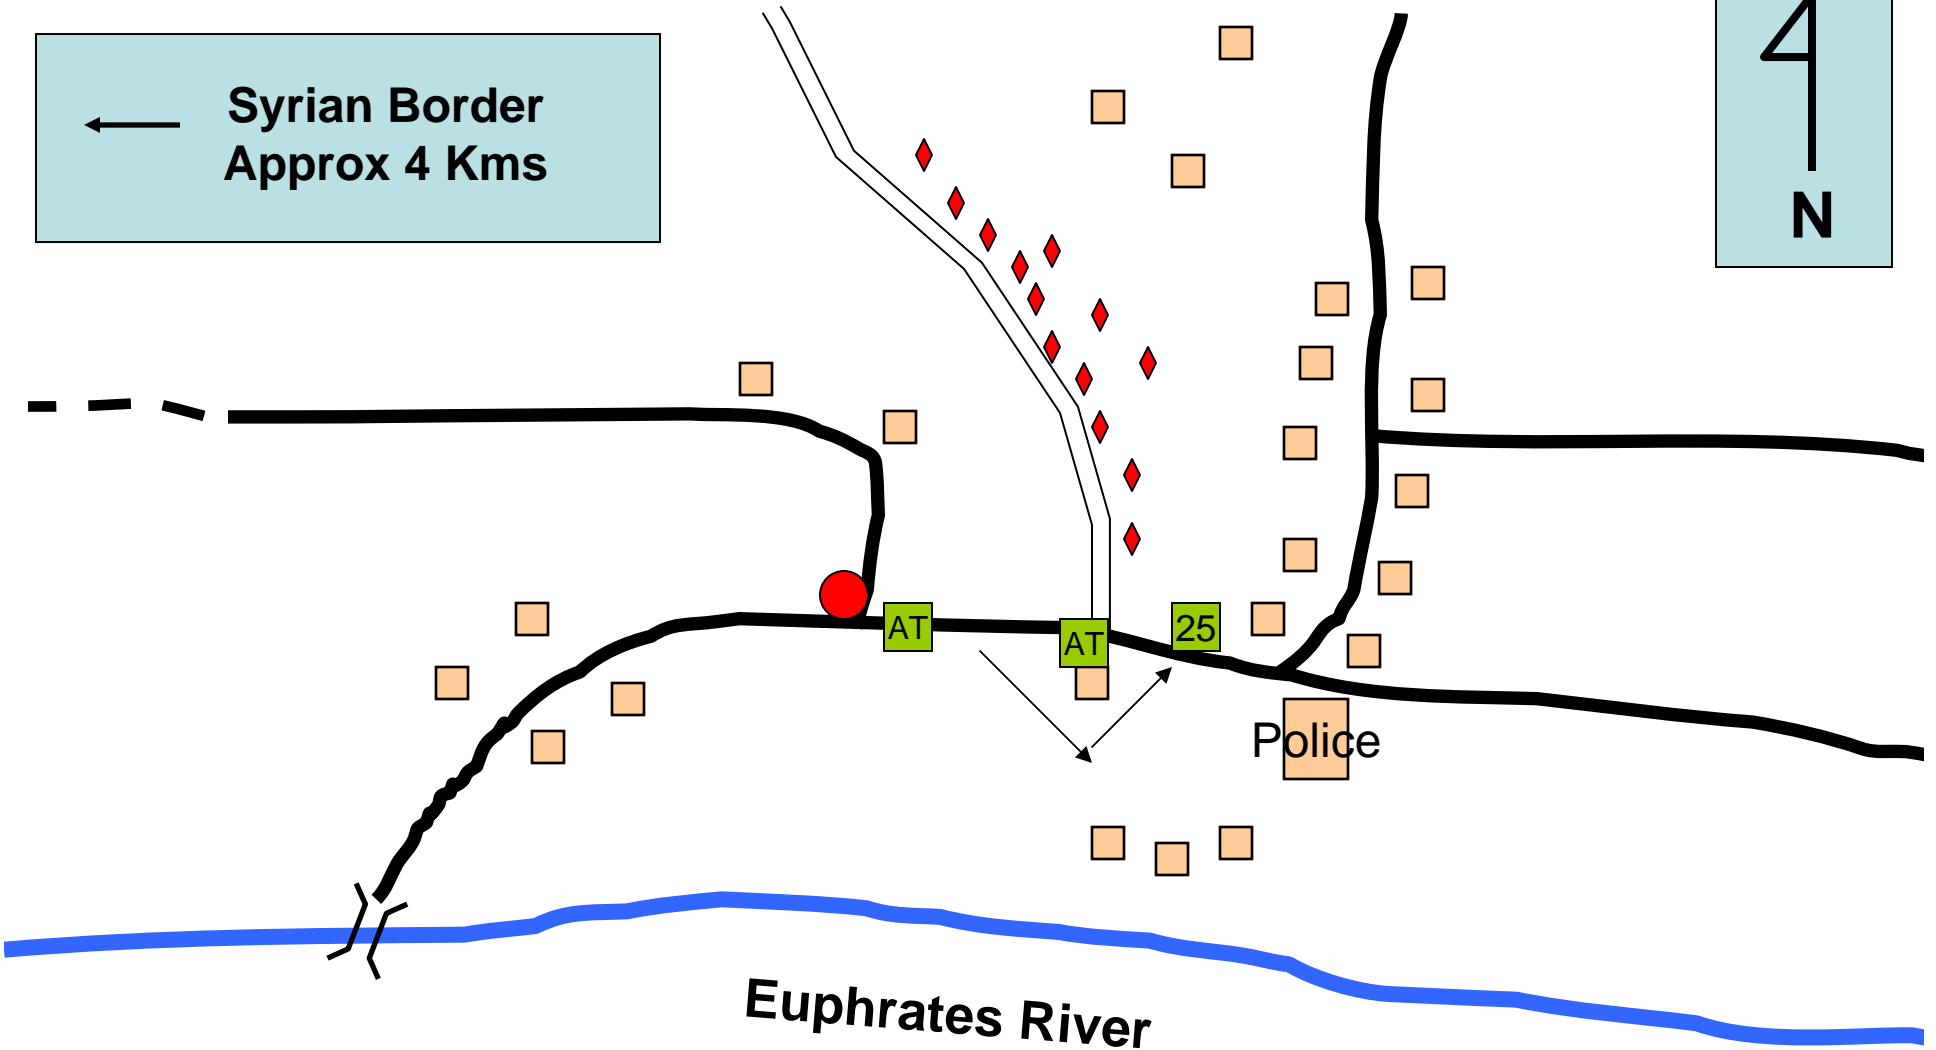 Syrian Border
Approx 4 Kms
N
AT
AT
25
Police
Euphrates River